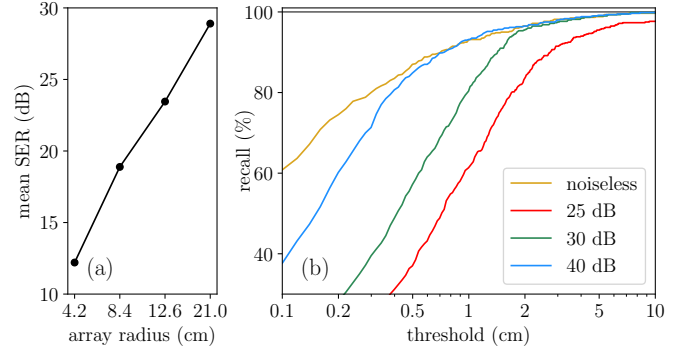 mean SER (dB)
30
25
20
15
10
(a)
4.2 8.4 12.6 21.0
array radius (cm)
recall (%)
100
80
60
40
(b)
noiseless
25 dB
30 dB
40 dB
0.1 0.2 0.5 1 2 5 10
threshold (cm)